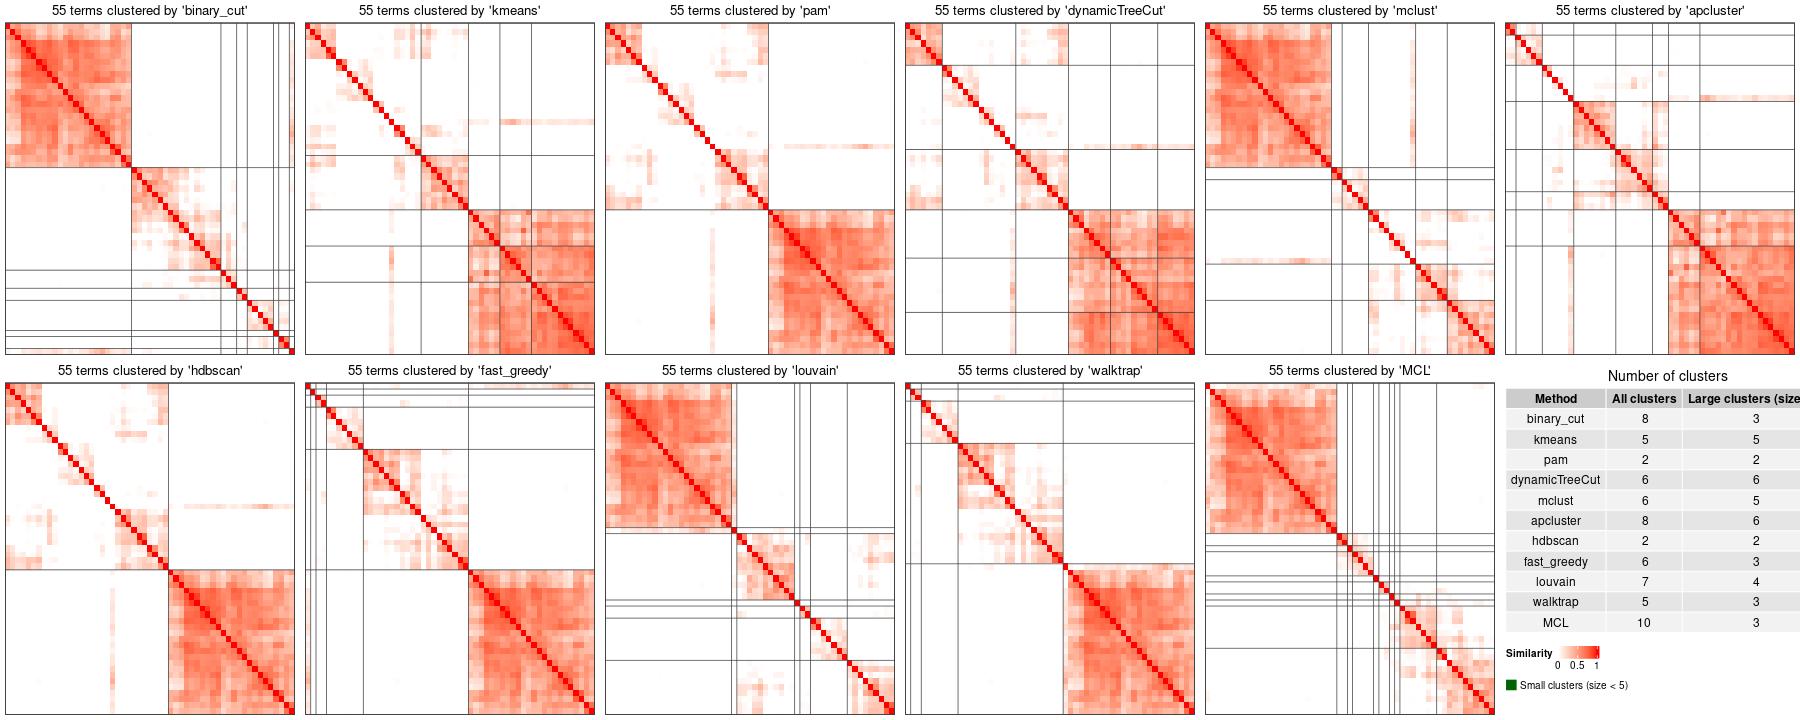 55 terms clustered by 'binary_cut'
55 terms clustered by 'kmeans'
55 terms clustered by 'pam'
55 terms clustered by 'dynamicTreeCut'
55 terms clustered by 'mclust'
55 terms clustered by 'apcluster'
55 terms clustered by 'hdbscan'
55 terms clustered by 'fast_greedy'
55 terms clustered by 'louvain'
55 terms clustered by 'walktrap'
55 terms clustered by 'MCL'
Number of clusters
Method All clusters Large clusters (size
binary_cut 8 3
kmeans 5 5
pam 2 2
dynamicTreeCut 6 6
mclust 6 5
apcluster 8 6
hdbscan 2 2
fast_greedy 6 3
louvain 7 4
walktrap 5 3
MCL 10 3
Similarity
0 0.5 1
Small clusters (size < 5)